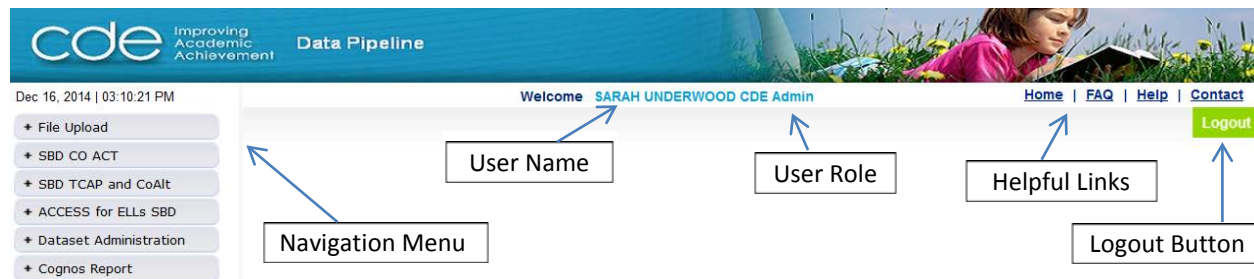 cde Improving
Academic
Achievement
Data Pipeline
Dec 16, 2014 | 03:10:21 PM
Welcome SARAH UNDERWOOD CDE Admin
Home | FAQ | Help | Contact
Logout
+ File Upload
+ SBD CO ACT
+ SBD TCAP and CoAlt
+ ACCESS for ELLs SBD
+ Dataset Administration
+ Cognos Report
User Name
User Role
Helpful Links
Navigation Menu
Logout Button